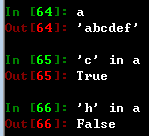 In [64]: a
Out[64]: 'abcdef'
In [65]: 'c' in a
Out[65]: True
In [66]: 'h' in a
Out[66]: False